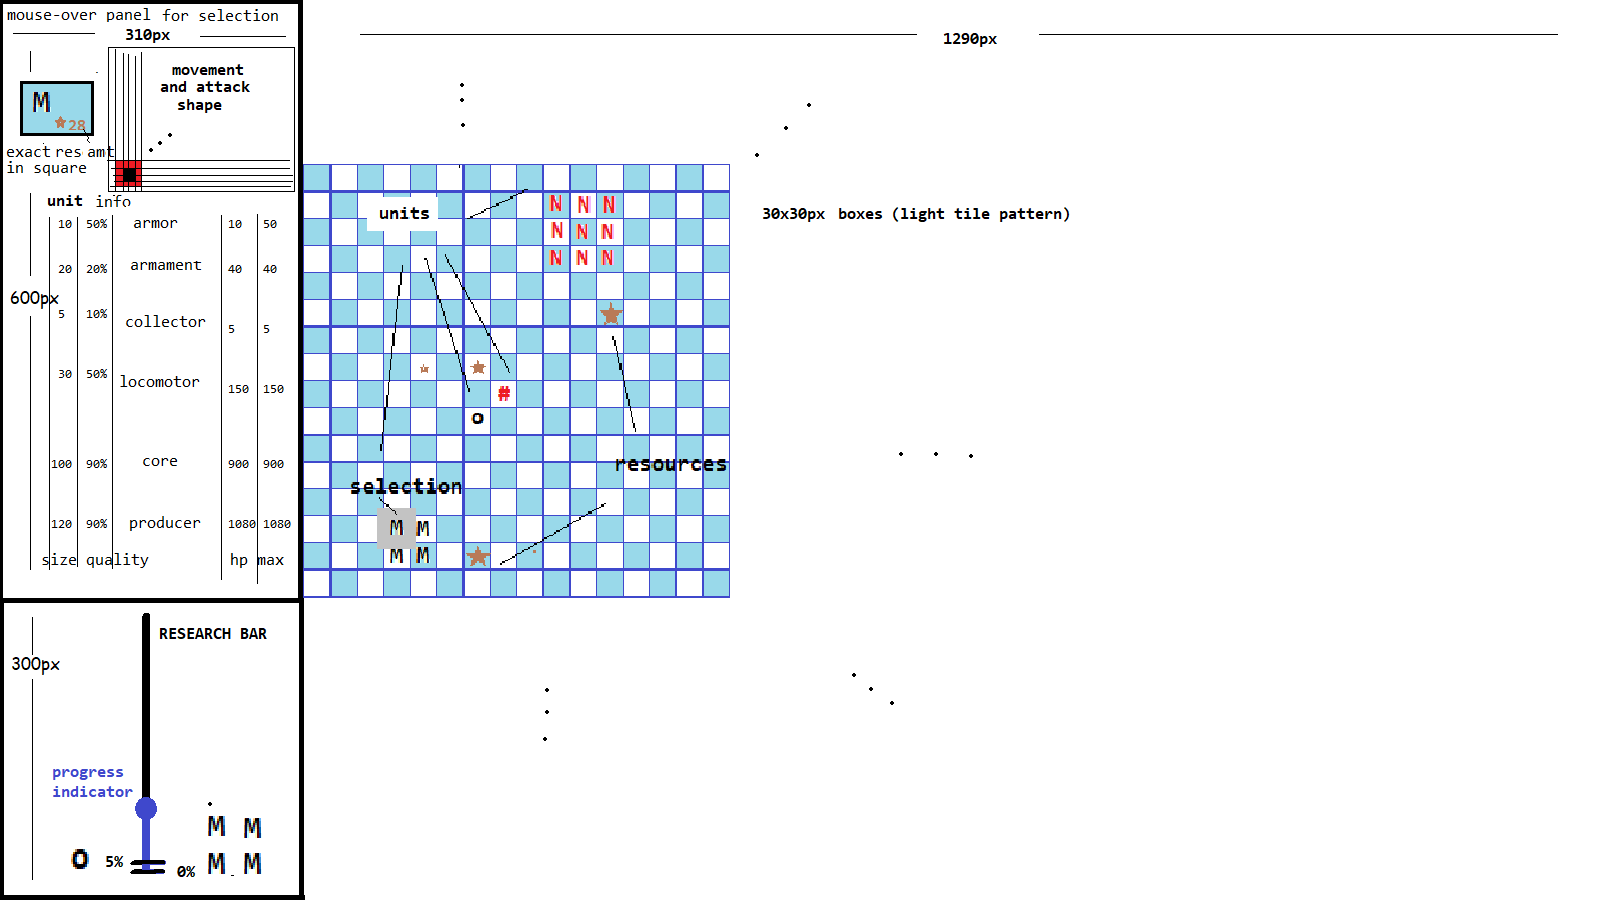 mouse-over panel for selection
310px
1290px
movement
and attack
shape
M
28
exact res amt
in square
unit info
10 50% armor 10 50
20 20% armament 40 40
600px
5 10% collector 5 5
30 50% locomotor 150 150
100 90% core 900 900
120 90% producer 1080 1080
size quality hp max
units
N N N
N N N
N N N
30x30px boxes (light tile pattern)
#
o
resources
selection
M M
M M
RESEARCH BAR
300px
progress
indicator
M M
o 5% 0% M M